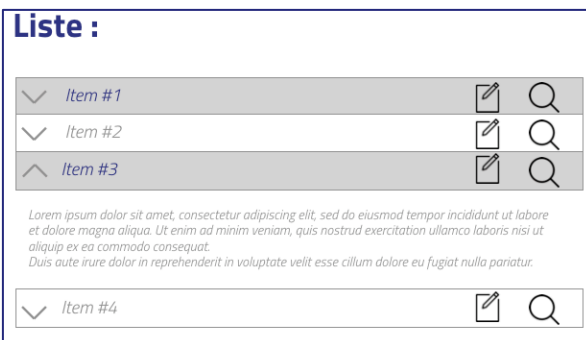 Liste :
Item #1
Item #2
Item #3
Lorem ipsum dolor sit amet, consectetur adipiscing elit, sed do eiusmod tempor incididunt ut labore
et dolore magna aliqua. Ut enim ad minim veniam, quis nostrud exercitation ullamco laboris nisi ut
aliquip ex ea commodo consequat.
Duis aute irure dolor in reprehenderit in voluptate velit esse cillum dolore eu fugiat nulla pariatur.
Item #4